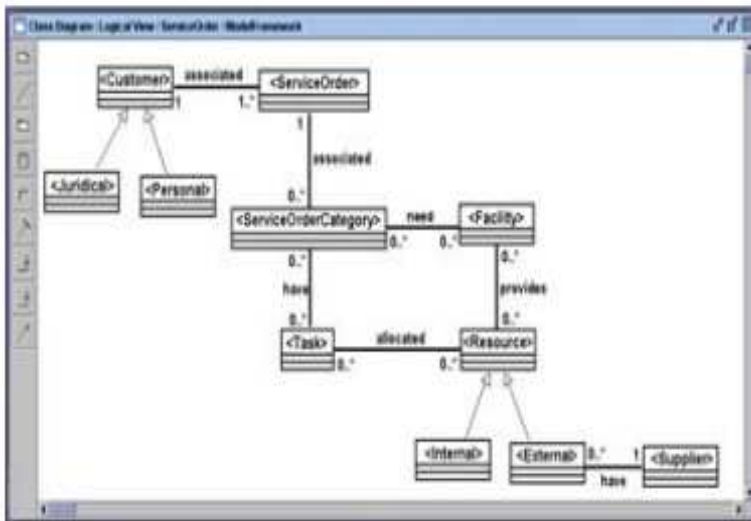 Class Diagram : Logical View / ServiceOrder / ModelFramework
<Customer> associated <ServiceOrder>
1 1..*
1
associated
<Juridical> <Personal>
0..*
<ServiceOrderCategory> need <Facility>
0..* 0..*
0..* 0..*
have provides
0..* 0..*
<Task> allocated <Resource>
0..* 0..*
<Internal> <External> 0..* 1 <Supplier>
have